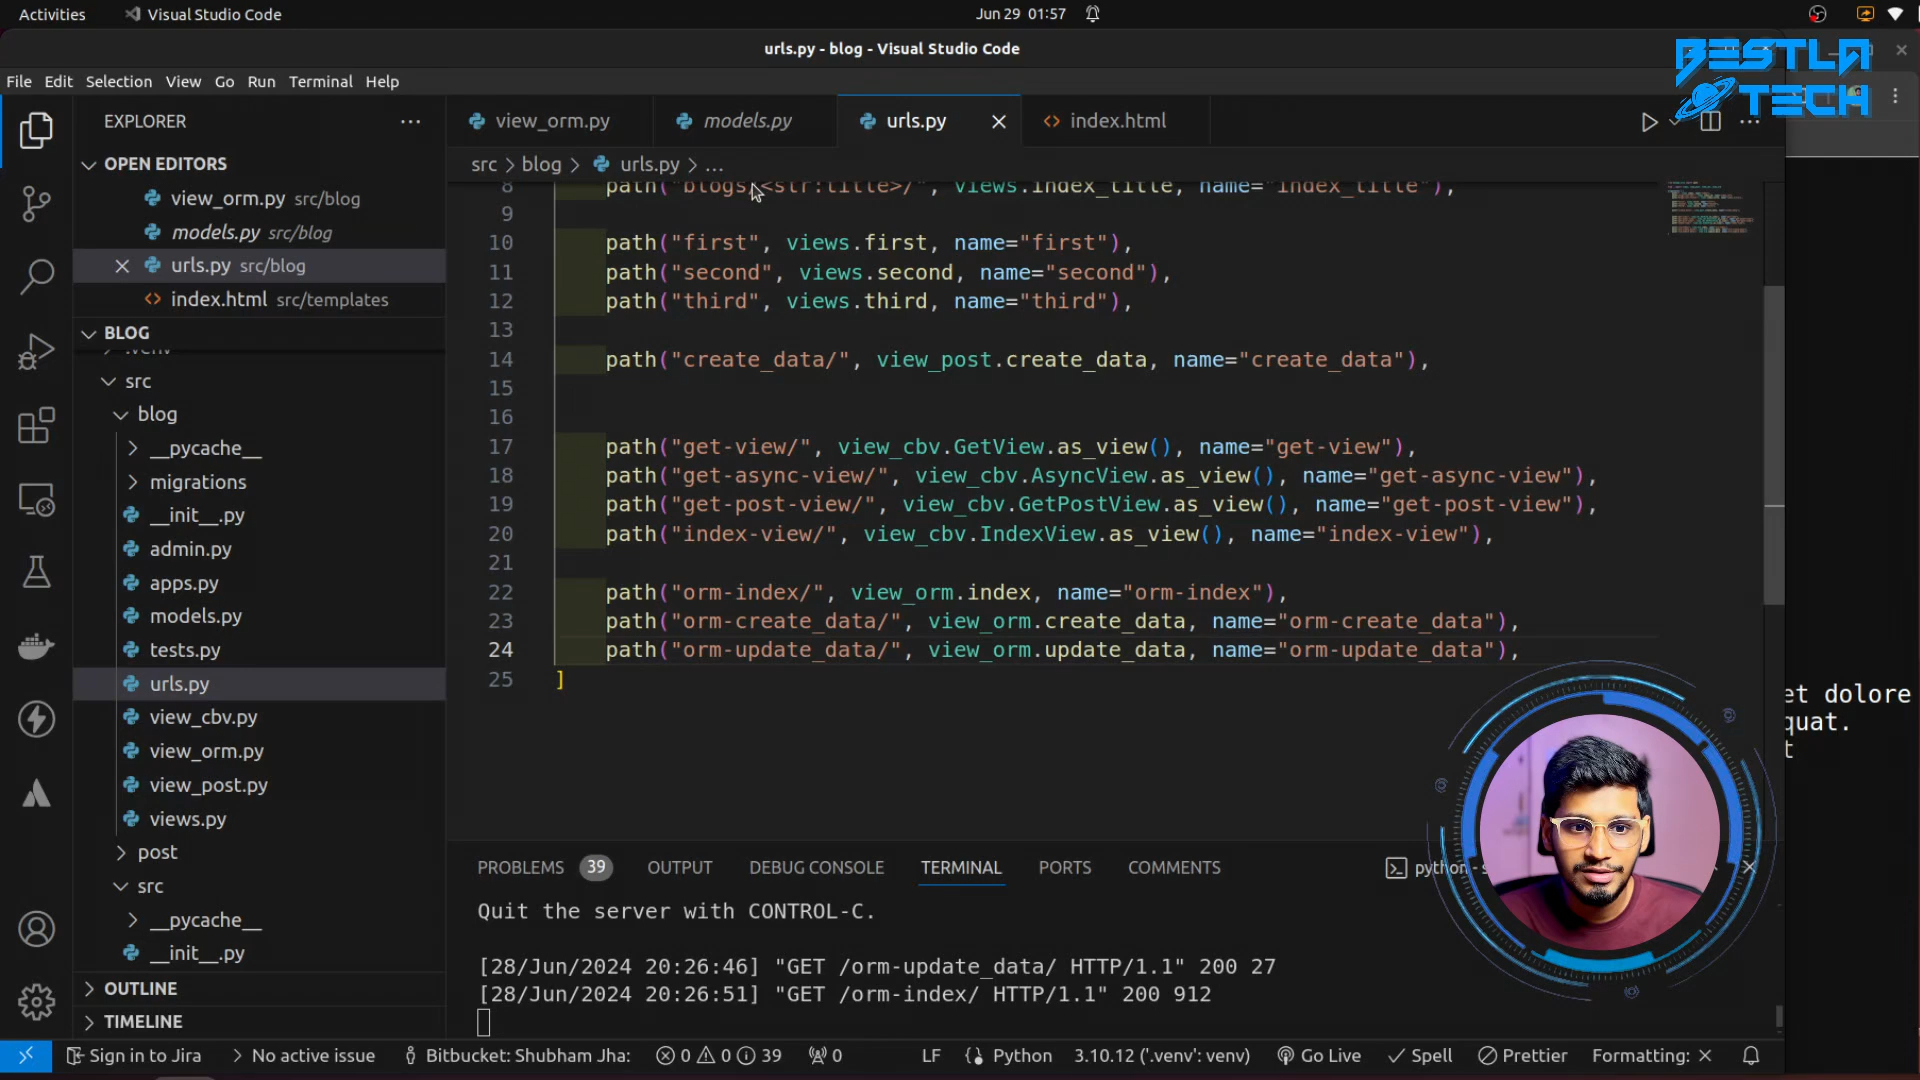 Activities
Visual Studio Code
Jun 29 01:57
urls.py - blog - Visual Studio Code
BESTLA
TECH
File Edit Selection View Go Run Terminal Help
EXPLORER
OPEN EDITORS
view_orm.py src/blog
models.py src/blog
urls.py src/blog
index.html src/templates
BLOG
.venv
src
blog
__pycache__
migrations
__init__.py
admin.py
apps.py
models.py
tests.py
urls.py
view_cbv.py
view_orm.py
view_post.py
views.py
post
src
__pycache__
__init__.py
OUTLINE
TIMELINE
view_orm.py
models.py
urls.py
index.html
src > blog > urls.py > ...
8 path("blogs/<str:title>/", views.index_title, name="index_title"),
9
10 path("first", views.first, name="first"),
11 path("second", views.second, name="second"),
12 path("third", views.third, name="third"),
13
14 path("create_data/", view_post.create_data, name="create_data"),
15
16
17 path("get-view/", view_cbv.GetView.as_view(), name="get-view"),
18 path("get-async-view/", view_cbv.AsyncView.as_view(), name="get-async-view"),
19 path("get-post-view/", view_cbv.GetPostView.as_view(), name="get-post-view"),
20 path("index-view/", view_cbv.IndexView.as_view(), name="index-view"),
21
22 path("orm-index/", view_orm.index, name="orm-index"),
23 path("orm-create_data/", view_orm.create_data, name="orm-create_data"),
24 path("orm-update_data/", view_orm.update_data, name="orm-update_data"),
25 ]
et dolore
quat.
t
PROBLEMS 39 OUTPUT DEBUG CONSOLE TERMINAL PORTS COMMENTS
python - s
Quit the server with CONTROL-C.
[28/Jun/2024 20:26:46] "GET /orm-update_data/ HTTP/1.1" 200 27
[28/Jun/2024 20:26:51] "GET /orm-index/ HTTP/1.1" 200 912
Sign in to Jira
No active issue
Bitbucket: Shubham Jha:
0 0 39
0
LF
Python
3.10.12 ('.venv': venv)
Go Live
Spell
Prettier
Formatting: